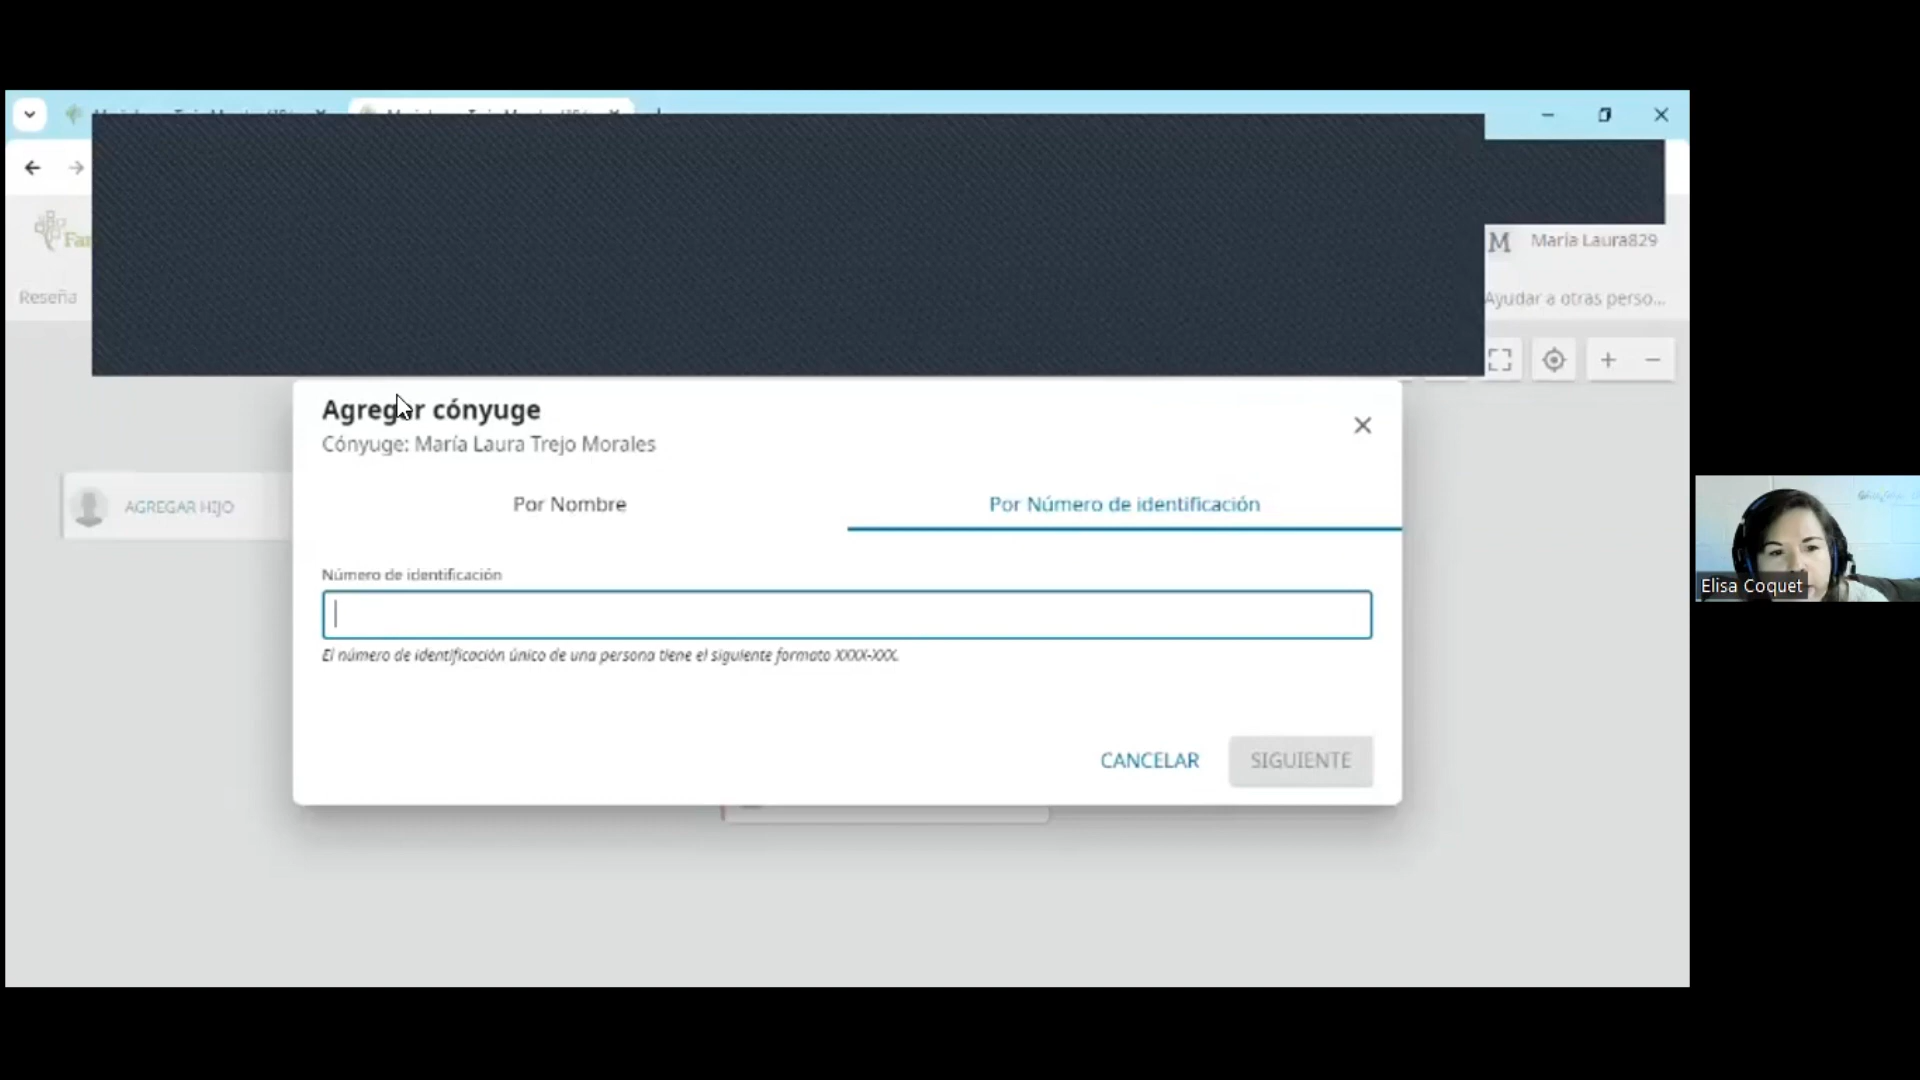 M María Laura829
Reseña
Ayudar a otras perso...
Agregar cónyuge
Cónyuge: María Laura Trejo Morales
AGREGAR HIJO
Por Nombre
Por Número de identificación
Número de identificación
El número de identificación único de una persona tiene el siguiente formato XXXX-XXX.
CANCELAR
SIGUIENTE
Elisa Coquet